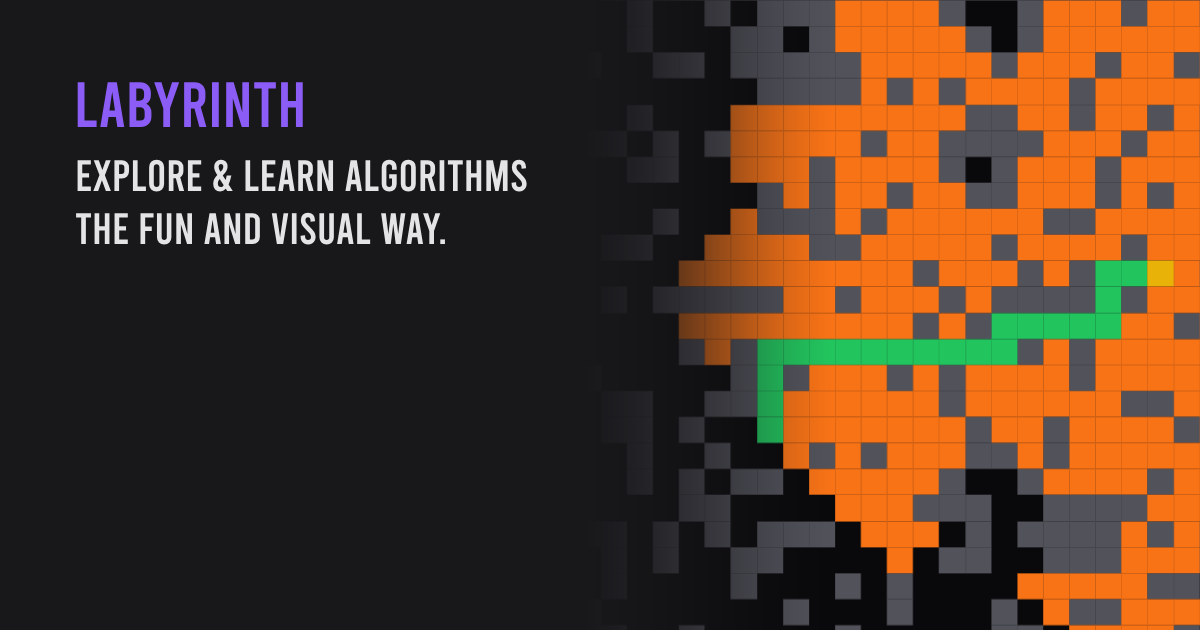 LABYRINTH
EXPLORE & LEARN ALGORITHMS
THE FUN AND VISUAL WAY.